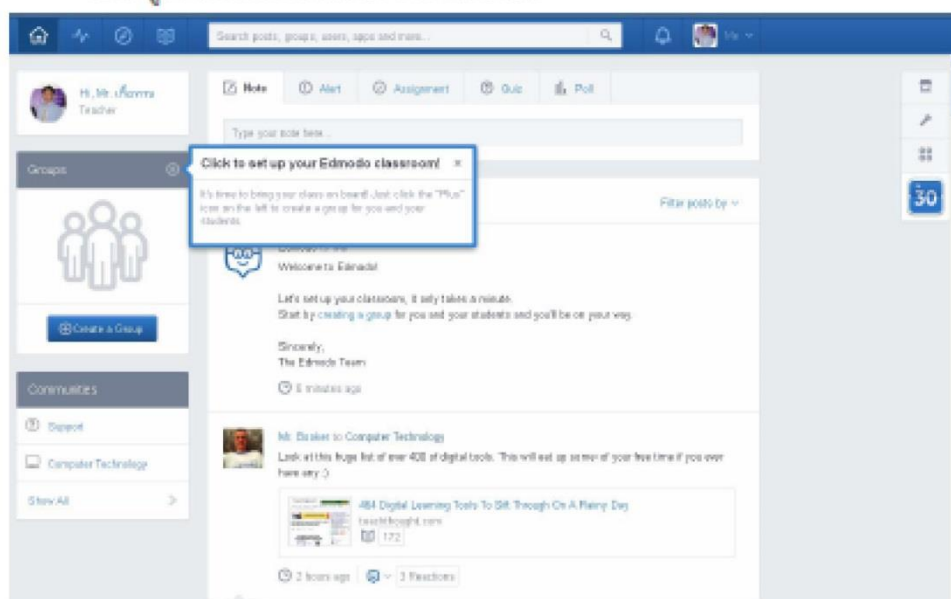 Search posts, groups, users, apps and more...
Me
Hi, Mr.
Teacher
Note
Alert
Assignment
Quiz
Poll
Type your note here...
Groups
Click to set up your Edmodo classroom! ×
It's time to bring your class on board! Just click the "Plus"
icon on the left to create a group for you and your
students.
Filter posts by
Welcome to Edmodo!
Let's set up your classroom, it only takes a minute.
Start by creating a group for you and your students and you'll be on your way.
Create a Group
Sincerely,
The Edmodo Team
6 minutes ago
Communities
Support
Computer Technology
Show All
30
to Computer Technology
Look at this huge list of over 400 of digital tools. This will eat up some of your free time if you ever
have any :)
464 Digital Learning Tools To Sift Through On A Rainy Day
teachthought.com
172
2 hours ago
3 Reactions